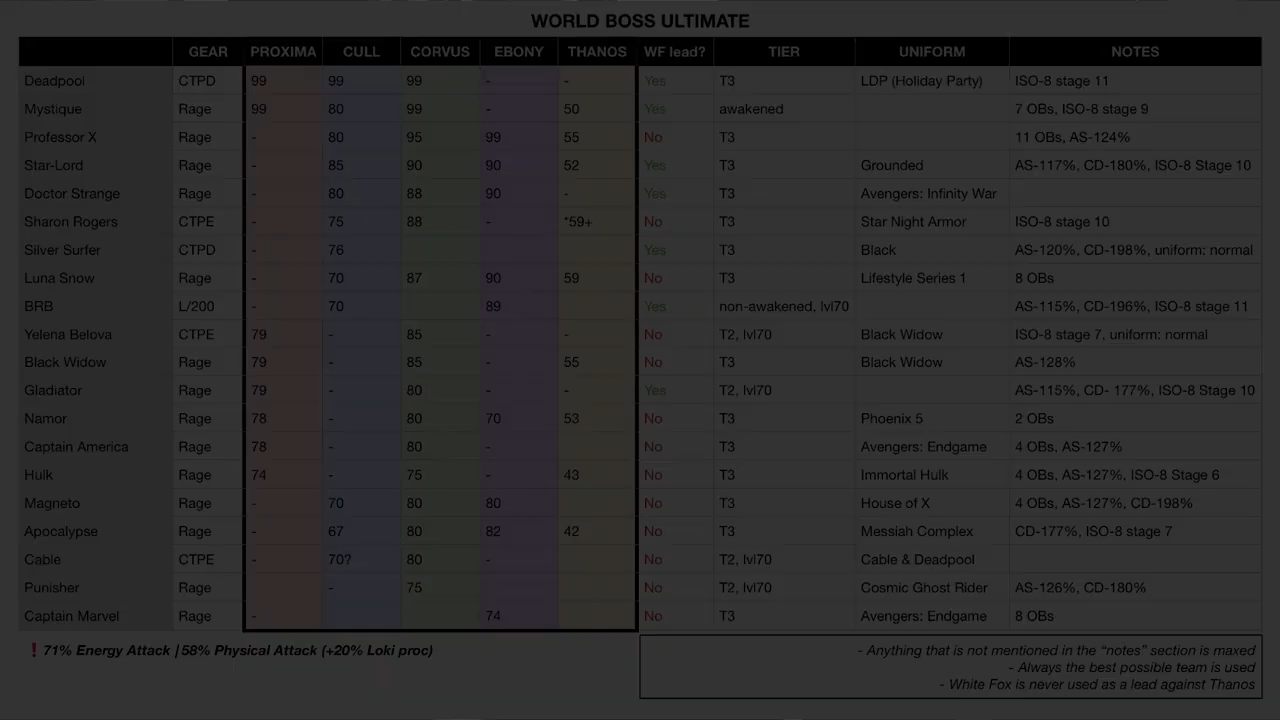 WORLD BOSS ULTIMATE
GEAR PROXIMA CULL CORVUS EBONY THANOS WF lead? TIER UNIFORM NOTES
Deadpool CTPD 99 99 99 - - Yes T3 LDP (Holiday Party) ISO-8 stage 11
Mystique Rage 99 80 99 - 50 Yes awakened 7 OBs, ISO-8 stage 9
Professor X Rage - 80 95 99 55 No T3 11 OBs, AS-124%
Star-Lord Rage - 85 90 90 52 Yes T3 Grounded AS-117%, CD-180%, ISO-8 Stage 10
Doctor Strange Rage - 80 88 90 - Yes T3 Avengers: Infinity War
Sharon Rogers CTPE - 75 88 - *59+ No T3 Star Night Armor ISO-8 stage 10
Silver Surfer CTPD - 76 Yes T3 Black AS-120%, CD-198%, uniform: normal
Luna Snow Rage - 70 87 90 59 No T3 Lifestyle Series 1 8 OBs
BRB L/200 - 70 89 Yes non-awakened, lvl70 AS-115%, CD-196%, ISO-8 stage 11
Yelena Belova CTPE 79 - 85 - - No T2, lvl70 Black Widow ISO-8 stage 7, uniform: normal
Black Widow Rage 79 - 85 - 55 No T3 Black Widow AS-128%
Gladiator Rage 79 - 80 - - Yes T2, lvl70 AS-115%, CD- 177%, ISO-8 Stage 10
Namor Rage 78 - 80 70 53 No T3 Phoenix 5 2 OBs
Captain America Rage 78 - 80 - No T3 Avengers: Endgame 4 OBs, AS-127%
Hulk Rage 74 - 75 - 43 No T3 Immortal Hulk 4 OBs, AS-127%, ISO-8 Stage 6
Magneto Rage - 70 80 80 No T3 House of X 4 OBs, AS-127%, CD-198%
Apocalypse Rage - 67 80 82 42 No T3 Messiah Complex CD-177%, ISO-8 stage 7
Cable CTPE - 70? 80 - No T2, lvl70 Cable & Deadpool
Punisher Rage - 75 No T2, lvl70 Cosmic Ghost Rider AS-126%, CD-180%
Captain Marvel Rage - 74 No T3 Avengers: Endgame 8 OBs
❗ 71% Energy Attack | 58% Physical Attack (+20% Loki proc)
- Anything that is not mentioned in the “notes” section is maxed
- Always the best possible team is used
- White Fox is never used as a lead against Thanos